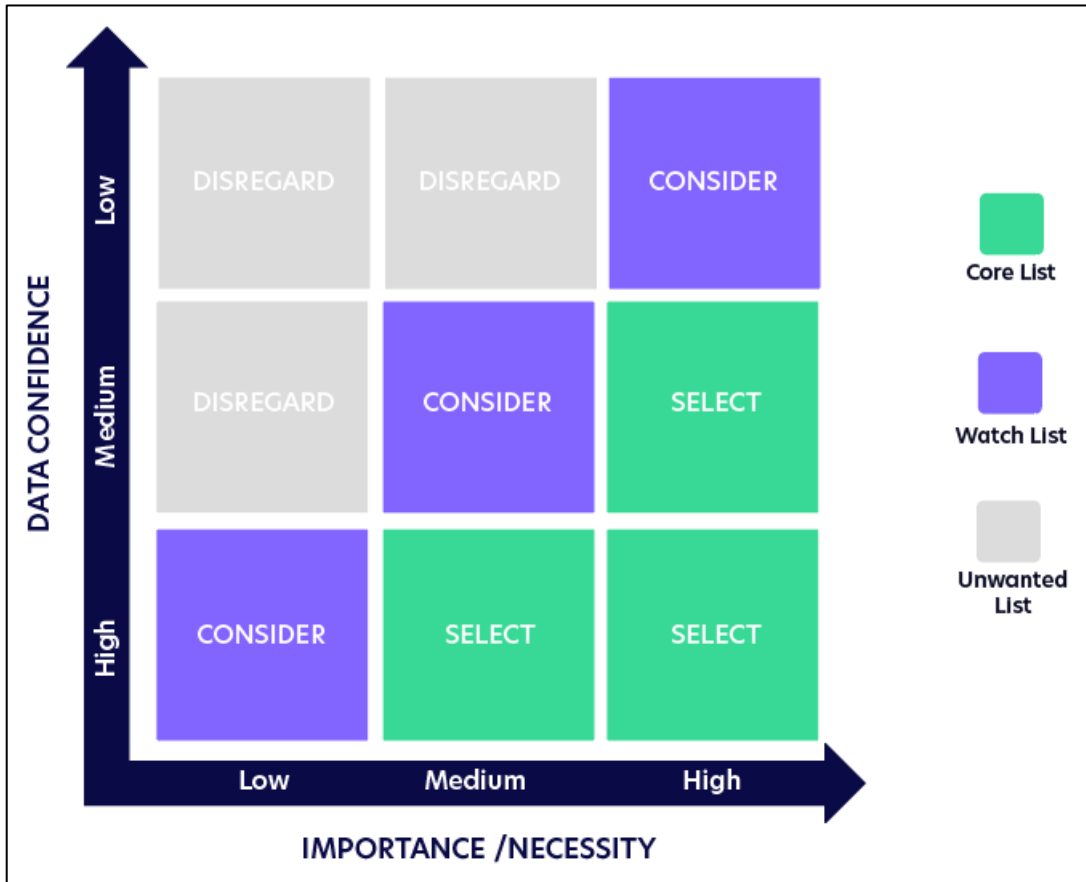 DATA CONFIDENCE
Low
Medium
High
DISREGARD
DISREGARD
CONSIDER
DISREGARD
CONSIDER
SELECT
CONSIDER
SELECT
SELECT
Low
Medium
High
IMPORTANCE /NECESSITY
Core List
Watch List
Unwanted
List